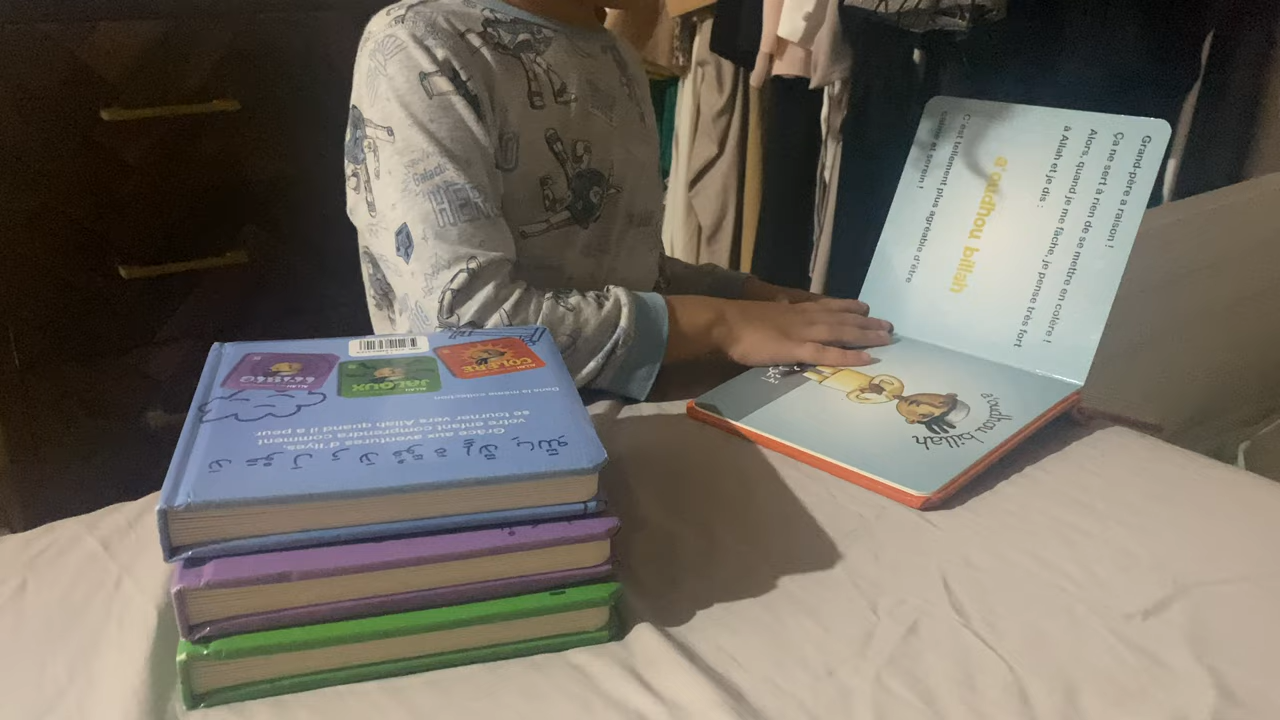 Grand-père a raison !
Ça ne sert à rien de se mettre en colère !
Alors, quand je me fâche, je pense très fort
à Allah et je dis :
a'oudhou billah
C'est tellement plus agréable d'être
calme et serein !
a'oudhou billah
COLÈRE
JALOUX
Dans la même collection
Grâce aux aventures d'Ilyas,
votre enfant comprendra comment
se tourner vers Allah quand il a peur
Galact
HER